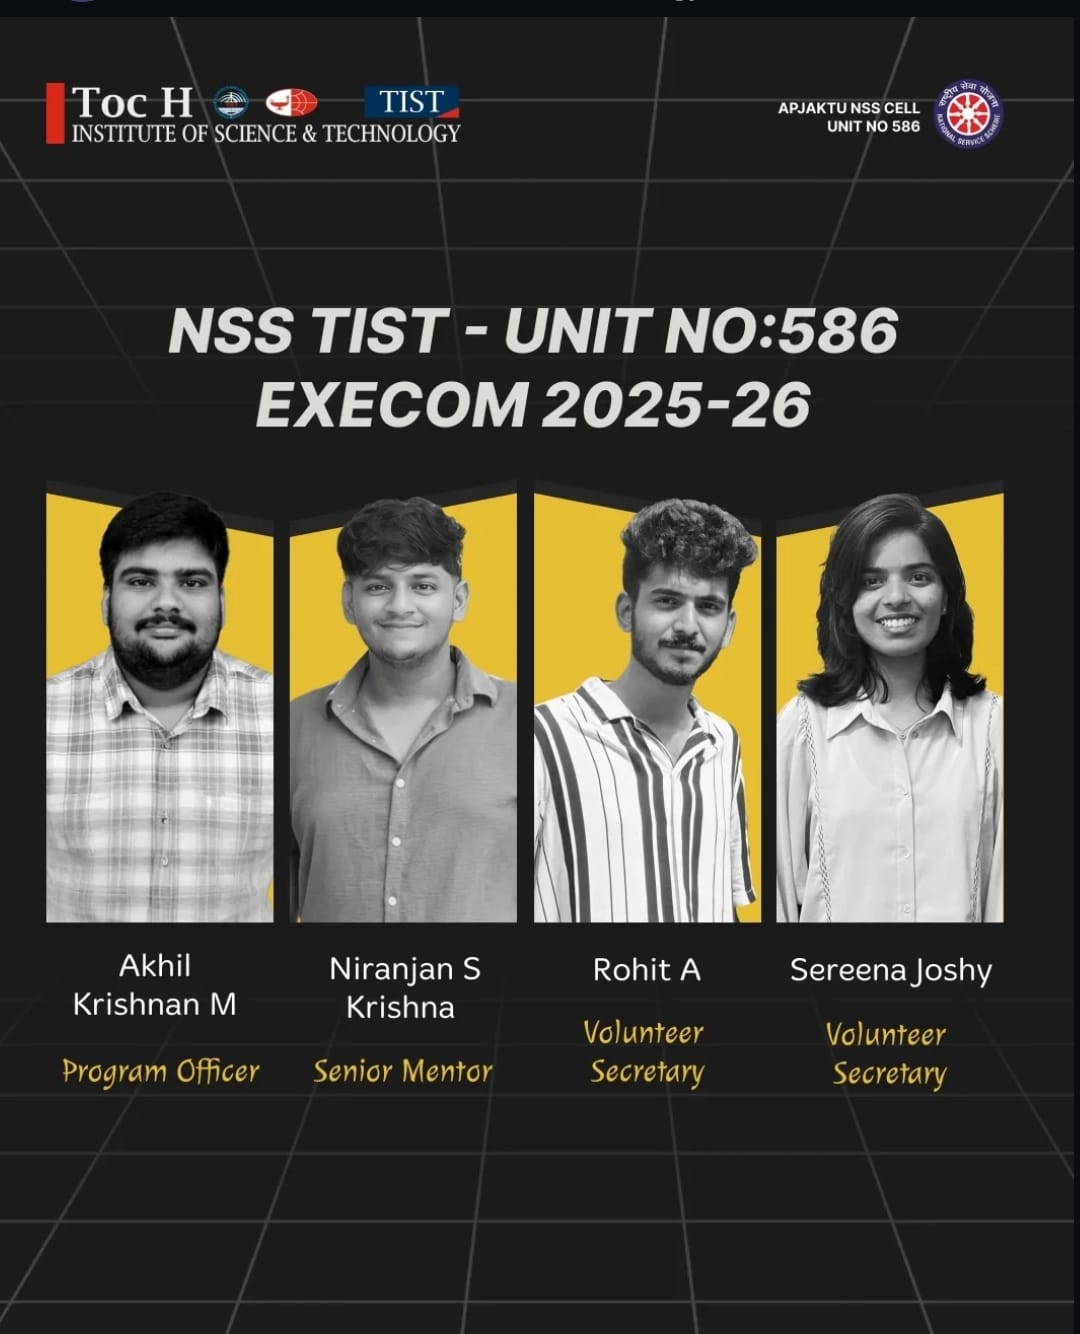 Toc H TIST
INSTITUTE OF SCIENCE & TECHNOLOGY
APJAKTU NSS CELL
UNIT NO 586
राष्ट्रीय सेवा योजना
NATIONAL SERVICE SCHEME
NSS TIST - UNIT NO:586
EXECOM 2025-26
Akhil
Krishnan M
Program Officer
Niranjan S
Krishna
Senior Mentor
Rohit A
Volunteer
Secretary
Sereena Joshy
Volunteer
Secretary